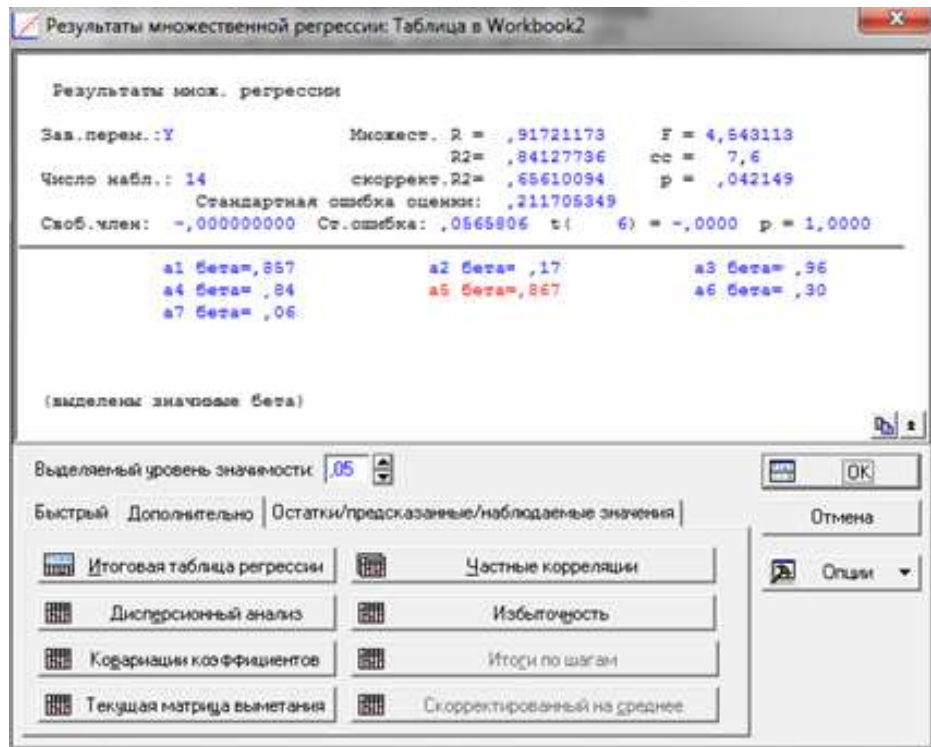 Результаты множественной регрессии: Таблица в Workbook2
Результаты множ. регрессии
Зав.перем.:Y Множест. R = ,91721173 F = 4,543113
R2= ,84127736 сс = 7,6
Число набл.: 14 скоррект.R2= ,65610094 p = ,042149
Стандартная ошибка оценки: ,211705349
Своб.член: -,000000000 Ст.ошибка: ,0565806 t( 6) = -,0000 p = 1,0000
a1 бета=,857 a2 бета= ,17 a3 бета= ,96
a4 бета= ,84 a5 бета=,867 a6 бета= ,30
a7 бета= ,06
(выделены значимые бета)
Выделяемый уровень значимости: ,05
OK
Быстрый Дополнительно Остатки/предсказанные/наблюдаемые значения
Отмена
Итоговая таблица регрессии Частные корреляции
Опции
Дисперсионный анализ Избыточность
Ковариации коэффициентов Итоги по шагам
Текущая матрица выметания Скорректированный на среднее